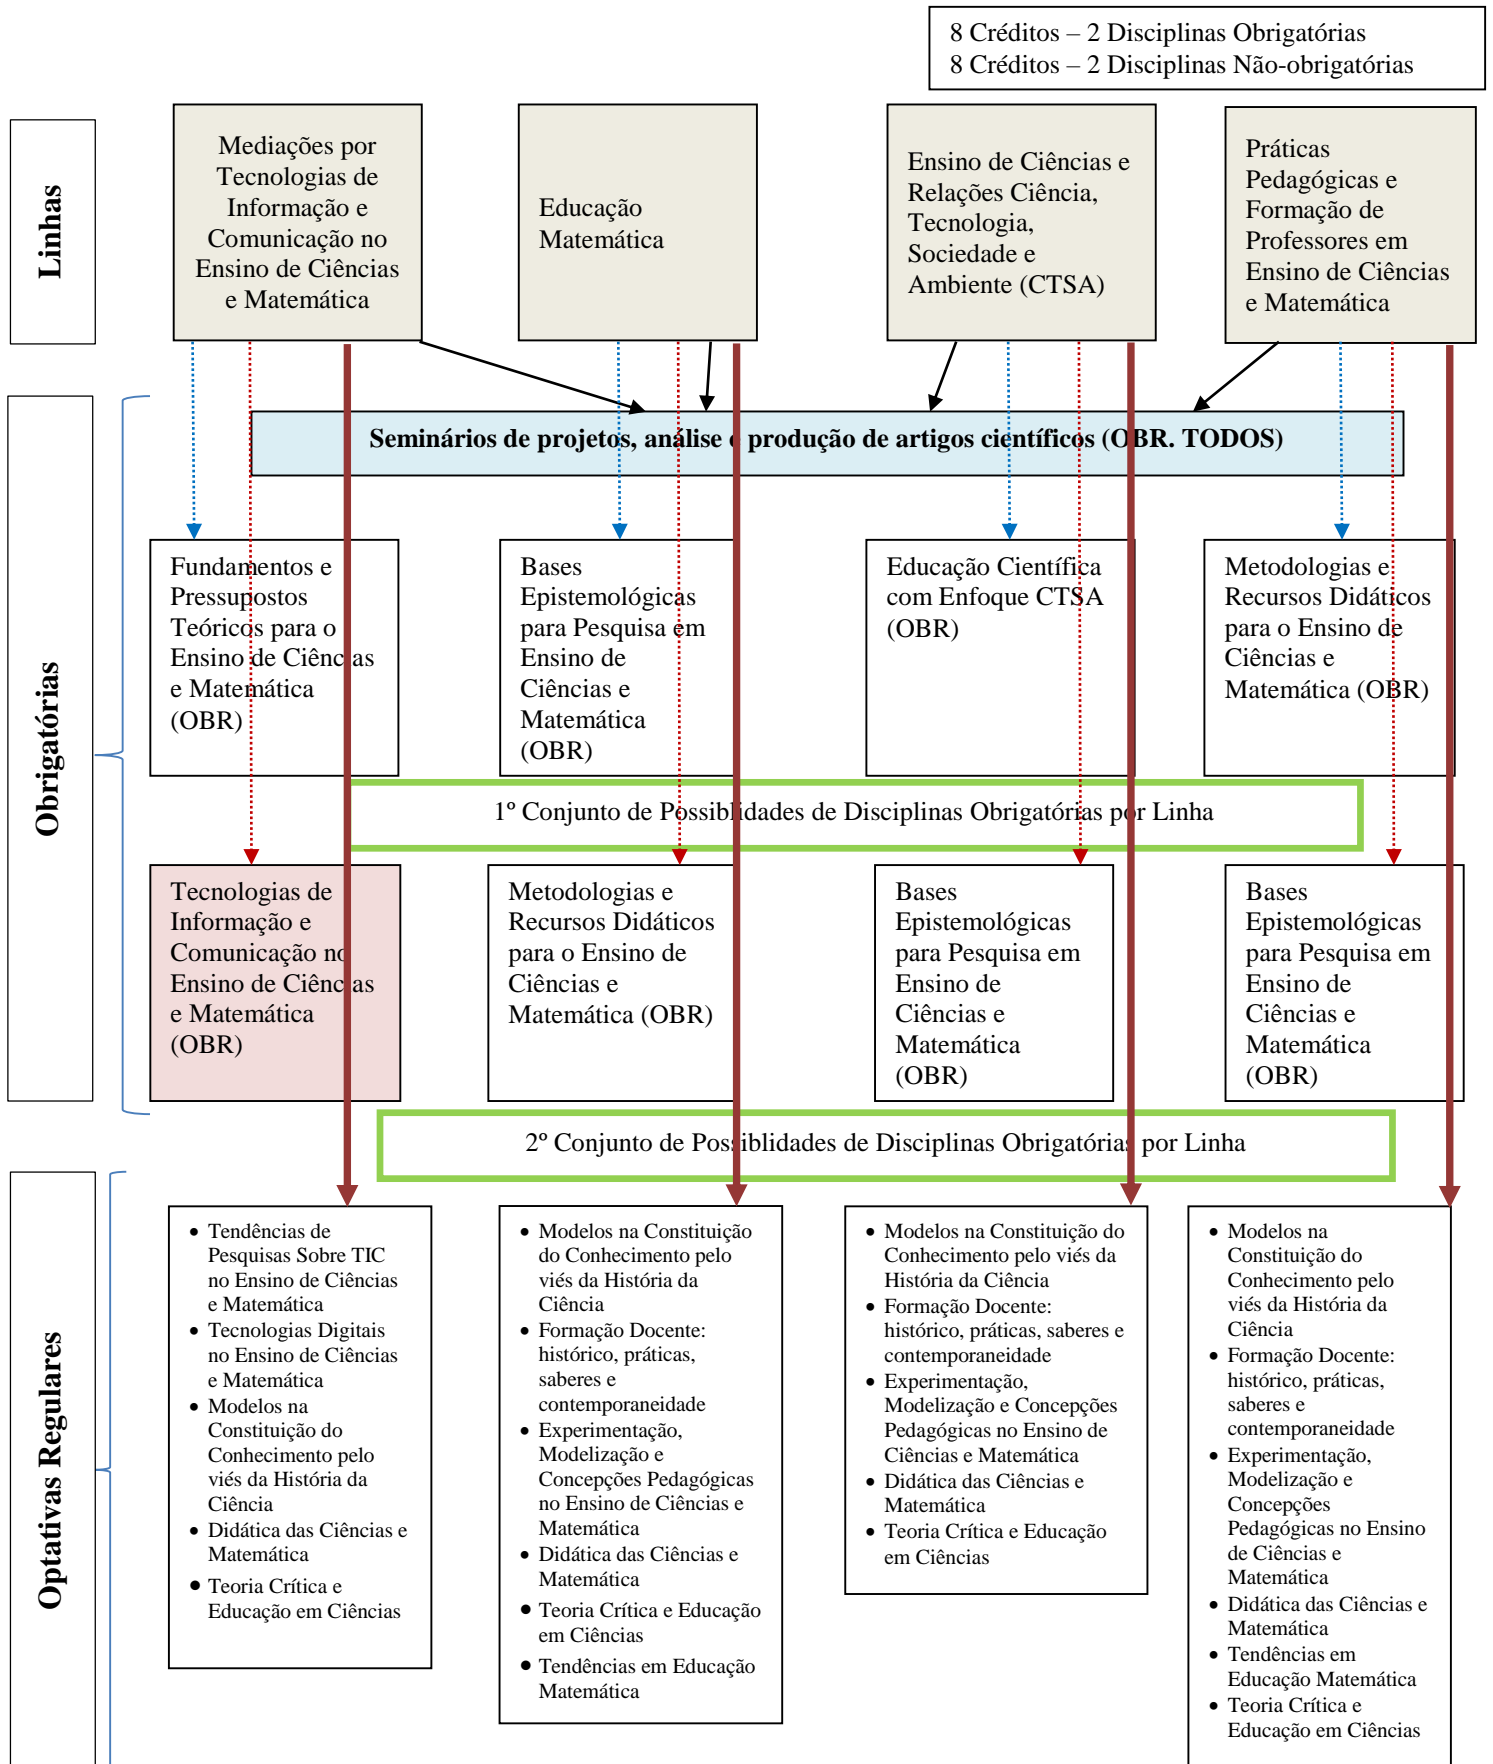 8 Créditos – 2 Disciplinas Obrigatórias
8 Créditos – 2 Disciplinas Não-obrigatórias
Linhas
Mediações por
Tecnologias de
Informação e
Comunicação no
Ensino de Ciências
e Matemática
Educação
Matemática
Ensino de Ciências e
Relações Ciência,
Tecnologia,
Sociedade e
Ambiente (CTSA)
Práticas
Pedagógicas e
Formação de
Professores em
Ensino de Ciências
e Matemática
Obrigatórias
Seminários de projetos, análise e produção de artigos científicos (OBR. TODOS)
Fundamentos e
Pressupostos
Teóricos para o
Ensino de Ciências
e Matemática
(OBR)
Bases
Epistemológicas
para Pesquisa em
Ensino de
Ciências e
Matemática
(OBR)
Educação Científica
com Enfoque CTSA
(OBR)
Metodologias e
Recursos Didáticos
para o Ensino de
Ciências e
Matemática (OBR)
1º Conjunto de Possiblidades de Disciplinas Obrigatórias por Linha
Tecnologias de
Informação e
Comunicação no
Ensino de Ciências
e Matemática
(OBR)
Metodologias e
Recursos Didáticos
para o Ensino de
Ciências e
Matemática (OBR)
Bases
Epistemológicas
para Pesquisa em
Ensino de
Ciências e
Matemática
(OBR)
Bases
Epistemológicas
para Pesquisa em
Ensino de
Ciências e
Matemática
(OBR)
2º Conjunto de Possiblidades de Disciplinas Obrigatórias por Linha
Optativas Regulares
• Tendências de
Pesquisas Sobre TIC
no Ensino de Ciências
e Matemática
• Tecnologias Digitais
no Ensino de Ciências
e Matemática
• Modelos na
Constituição do
Conhecimento pelo
viés da História da
Ciência
• Didática das Ciências e
Matemática
• Teoria Crítica e
Educação em Ciências
• Modelos na Constituição
do Conhecimento pelo
viés da História da
Ciência
• Formação Docente:
histórico, práticas,
saberes e
contemporaneidade
• Experimentação,
Modelização e
Concepções Pedagógicas
no Ensino de Ciências e
Matemática
• Didática das Ciências e
Matemática
• Teoria Crítica e Educação
em Ciências
• Tendências em Educação
Matemática
• Modelos na Constituição do
Conhecimento pelo viés da
História da Ciência
• Formação Docente:
histórico, práticas, saberes e
contemporaneidade
• Experimentação,
Modelização e Concepções
Pedagógicas no Ensino de
Ciências e Matemática
• Didática das Ciências e
Matemática
• Teoria Crítica e Educação
em Ciências
• Modelos na
Constituição do
Conhecimento pelo
viés da História da
Ciência
• Formação Docente:
histórico, práticas,
saberes e
contemporaneidade
• Experimentação,
Modelização e
Concepções
Pedagógicas no Ensino
de Ciências e
Matemática
• Didática das Ciências e
Matemática
• Tendências em
Educação Matemática
• Teoria Crítica e
Educação em Ciências